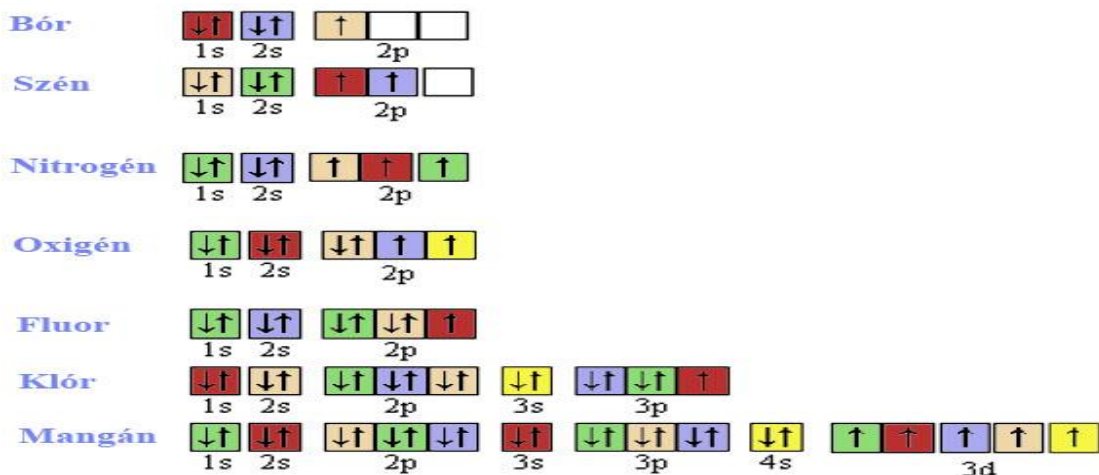 Bór
1s 2s 2p
Szén
1s 2s 2p
Nitrogén
1s 2s 2p
Oxigén
1s 2s 2p
Fluor
1s 2s 2p
Klór
1s 2s 2p 3s 3p
Mangán
1s 2s 2p 3s 3p 4s 3d